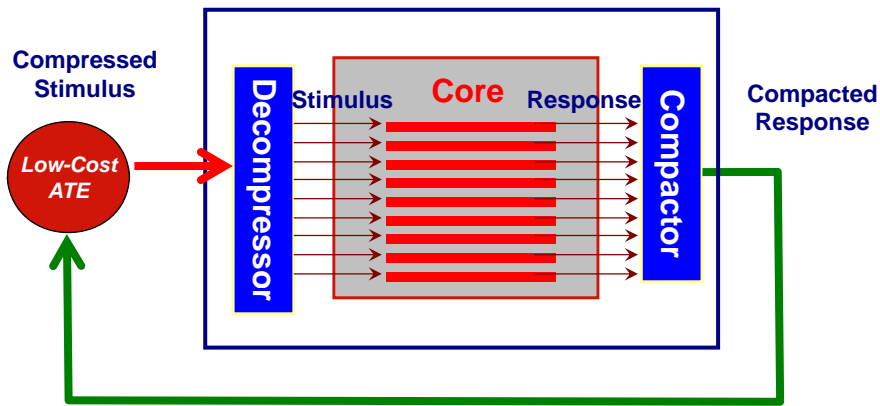 Compressed
Stimulus
Low-Cost
ATE
Decompressor
Stimulus
Core
Response
Compactor
Compacted
Response